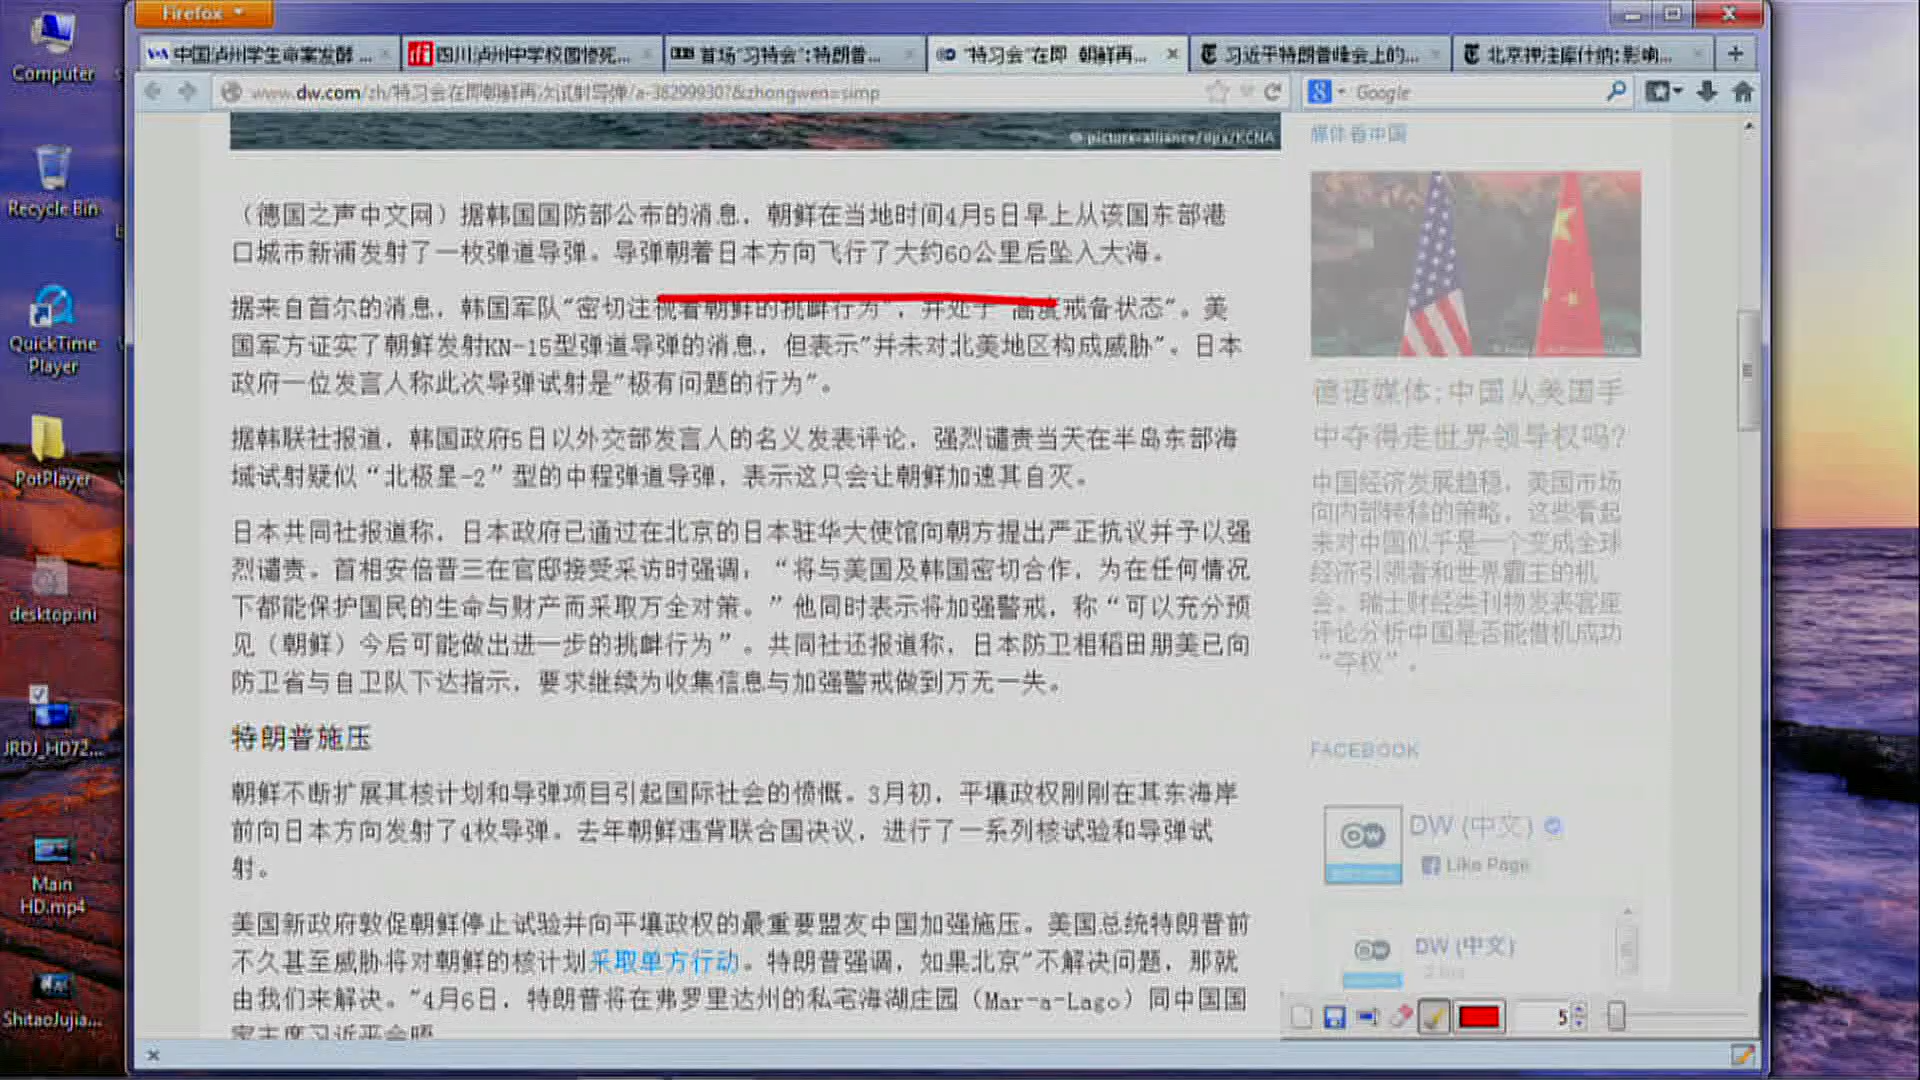 Firefox
中国泸州学生命案发酵 ...
四川泸州中学校园惨死...
首场"习特会":特朗普...
"特习会"在即 朝鲜再...
习近平特朗普峰会上的...
北京押注库什纳:影响...
www.dw.com/zh/特习会在即朝鲜再次试射导弹/a-38299930?&zhongwen=simp
Google
Computer
Recycle Bin
QuickTime
Player
PotPlayer
desktop.ini
JRDJ_HD72...
Main
HD.mp4
ShitaoJujia...
© picture-alliance/dpa/KCNA
（德国之声中文网）据韩国国防部公布的消息，朝鲜在当地时间4月5日早上从该国东部港
口城市新浦发射了一枚弹道导弹。导弹朝着日本方向飞行了大约60公里后坠入大海。
据来自首尔的消息，韩国军队"密切注视着朝鲜的挑衅行为"，并处于"高度戒备状态"。美
国军方证实了朝鲜发射KN-15型弹道导弹的消息，但表示"并未对北美地区构成威胁"。日本
政府一位发言人称此次导弹试射是"极有问题的行为"。
据韩联社报道，韩国政府5日以外交部发言人的名义发表评论，强烈谴责当天在半岛东部海
域试射疑似“北极星-2”型的中程弹道导弹，表示这只会让朝鲜加速其自灭。
日本共同社报道称，日本政府已通过在北京的日本驻华大使馆向朝方提出严正抗议并予以强
烈谴责。首相安倍晋三在官邸接受采访时强调，“将与美国及韩国密切合作，为在任何情况
下都能保护国民的生命与财产而采取万全对策。”他同时表示将加强警戒，称“可以充分预
见（朝鲜）今后可能做出进一步的挑衅行为”。共同社还报道称，日本防卫相稻田朋美已向
防卫省与自卫队下达指示，要求继续为收集信息与加强警戒做到万无一失。
特朗普施压
朝鲜不断扩展其核计划和导弹项目引起国际社会的愤慨。3月初，平壤政权刚刚在其东海岸
前向日本方向发射了4枚导弹。去年朝鲜违背联合国决议，进行了一系列核试验和导弹试
射。
美国新政府敦促朝鲜停止试验并向平壤政权的最重要盟友中国加强施压。美国总统特朗普前
不久甚至威胁将对朝鲜的核计划采取单方行动。特朗普强调，如果北京"不解决问题，那就
由我们来解决。"4月6日，特朗普将在弗罗里达州的私宅海湖庄园（Mar-a-Lago）同中国国
家主席习近平会晤
媒体看中国
德语媒体:中国从美国手
中夺得走世界领导权吗?
中国经济发展趋稳，美国市场
向内部转移的策略，这些看起
来对中国似乎是一个变成全球
经济引领者和世界霸主的机
会。瑞士财经类刊物发表客座
评论分析中国是否能借机成功
“夺权”。
FACEBOOK
DW (中文)
Like Page
DW (中文)
5